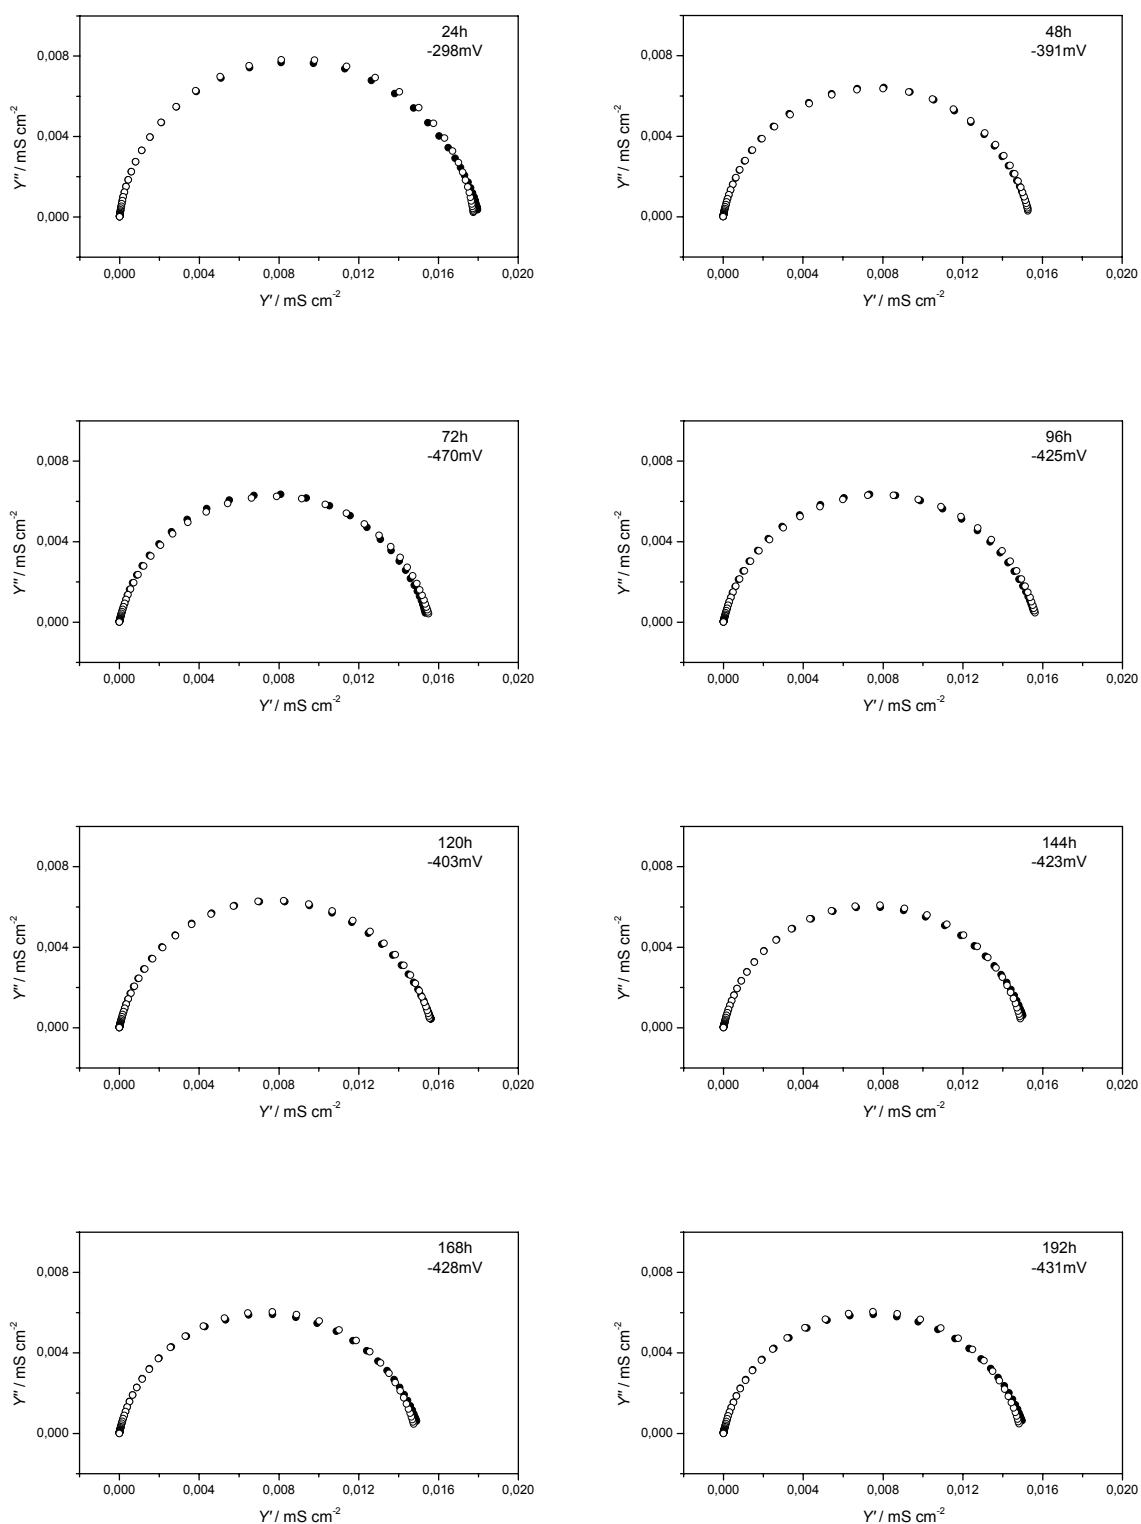 24h
-298mV
0,008
0,004
0,000
Y'' / mS cm-2
0,000 0,004 0,008 0,012 0,016 0,020
Y' / mS cm-2
48h
-391mV
0,008
0,004
0,000
Y'' / mS cm-2
0,000 0,004 0,008 0,012 0,016 0,020
Y' / mS cm-2
72h
-470mV
0,008
0,004
0,000
Y'' / mS cm-2
0,000 0,004 0,008 0,012 0,016 0,020
Y' / mS cm-2
96h
-425mV
0,008
0,004
0,000
Y'' / mS cm-2
0,000 0,004 0,008 0,012 0,016 0,020
Y' / mS cm-2
120h
-403mV
0,008
0,004
0,000
Y'' / mS cm-2
0,000 0,004 0,008 0,012 0,016 0,020
Y' / mS cm-2
144h
-423mV
0,008
0,004
0,000
Y'' / mS cm-2
0,000 0,004 0,008 0,012 0,016 0,020
Y' / mS cm-2
168h
-428mV
0,008
0,004
0,000
Y'' / mS cm-2
0,000 0,004 0,008 0,012 0,016 0,020
Y' / mS cm-2
192h
-431mV
0,008
0,004
0,000
Y'' / mS cm-2
0,000 0,004 0,008 0,012 0,016 0,020
Y' / mS cm-2